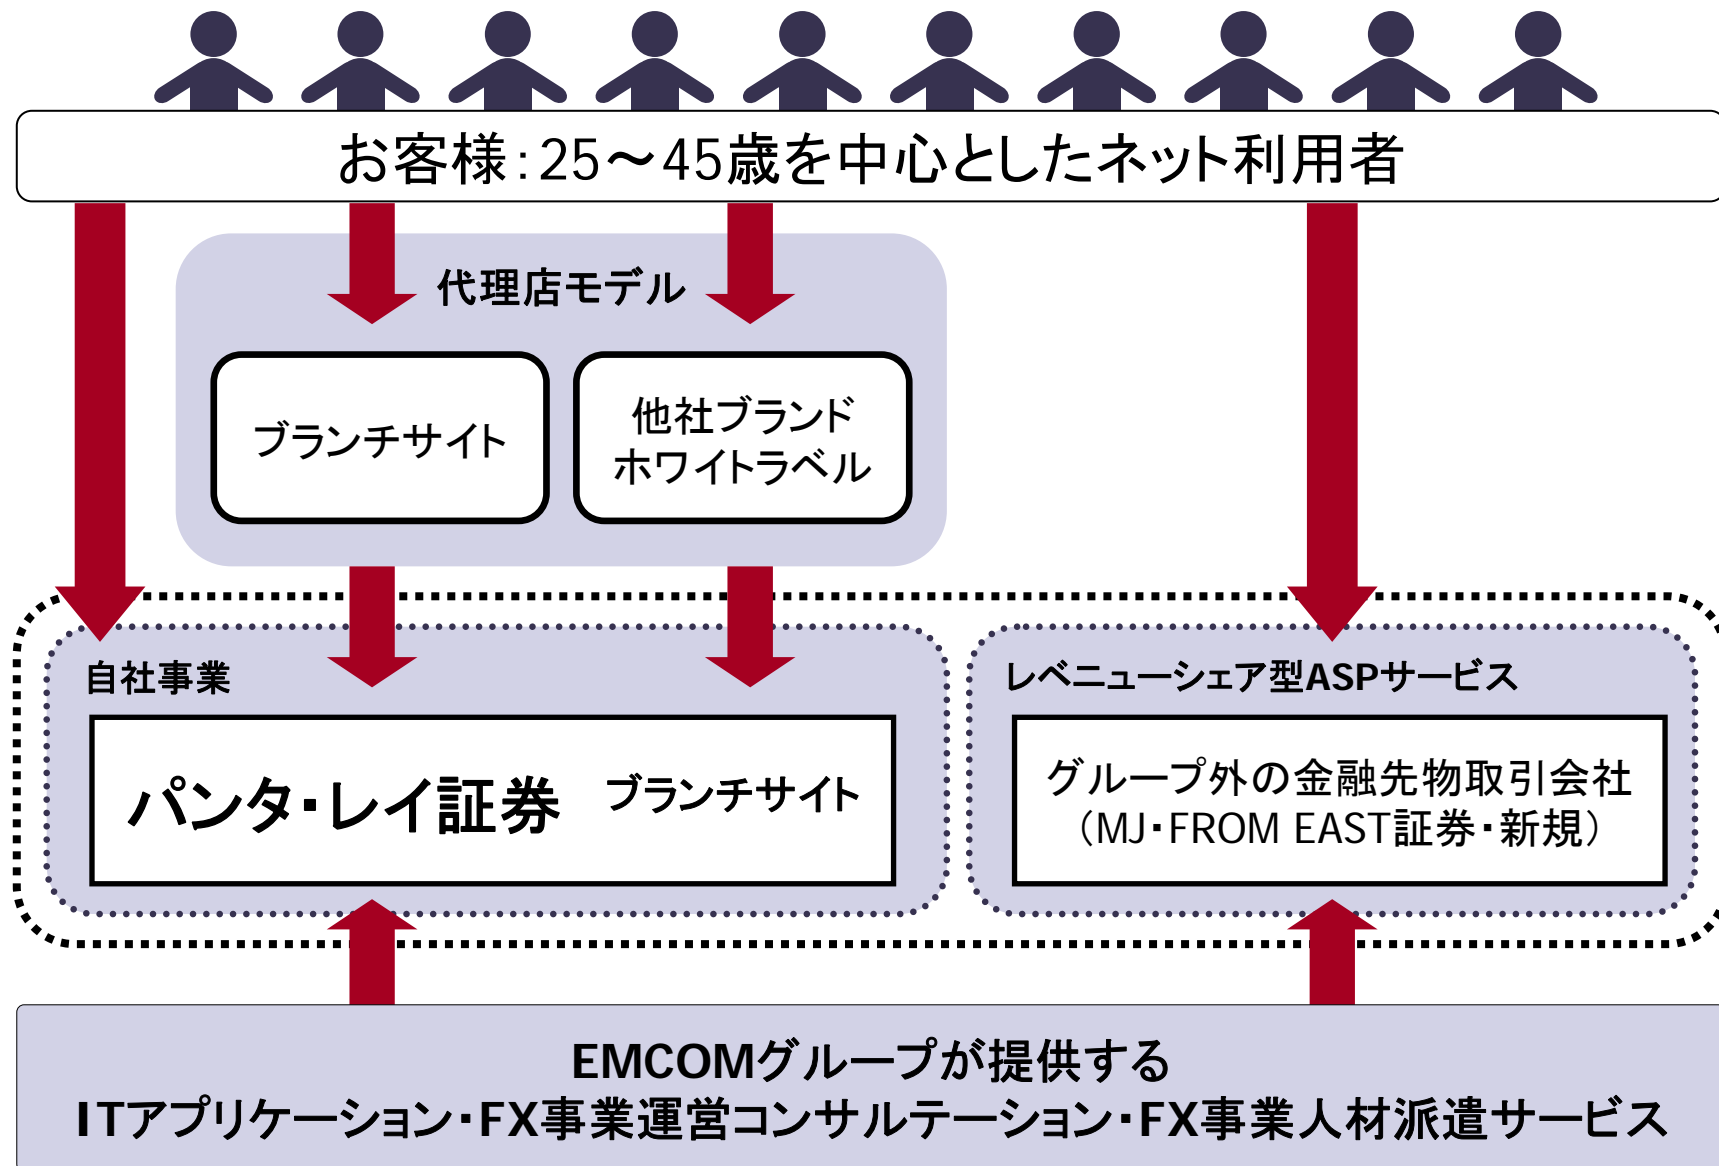 お客様:25～45歳を中心としたネット利用者
代理店モデル
ブランチサイト
他社ブランド
ホワイトラベル
自社事業
パンタ・レイ証券 ブランチサイト
レベニューシェア型ASPサービス
グループ外の金融先物取引会社
（MJ・FROM EAST証券・新規）
EMCOMグループが提供する
ITアプリケーション・FX事業運営コンサルテーション・FX事業人材派遣サービス